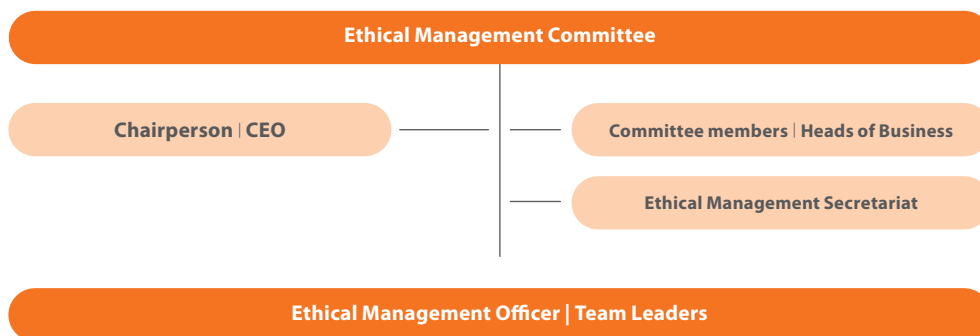 Ethical Management Committee
Chairperson | CEO
Committee members | Heads of Business
Ethical Management Secretariat
Ethical Management Officer | Team Leaders